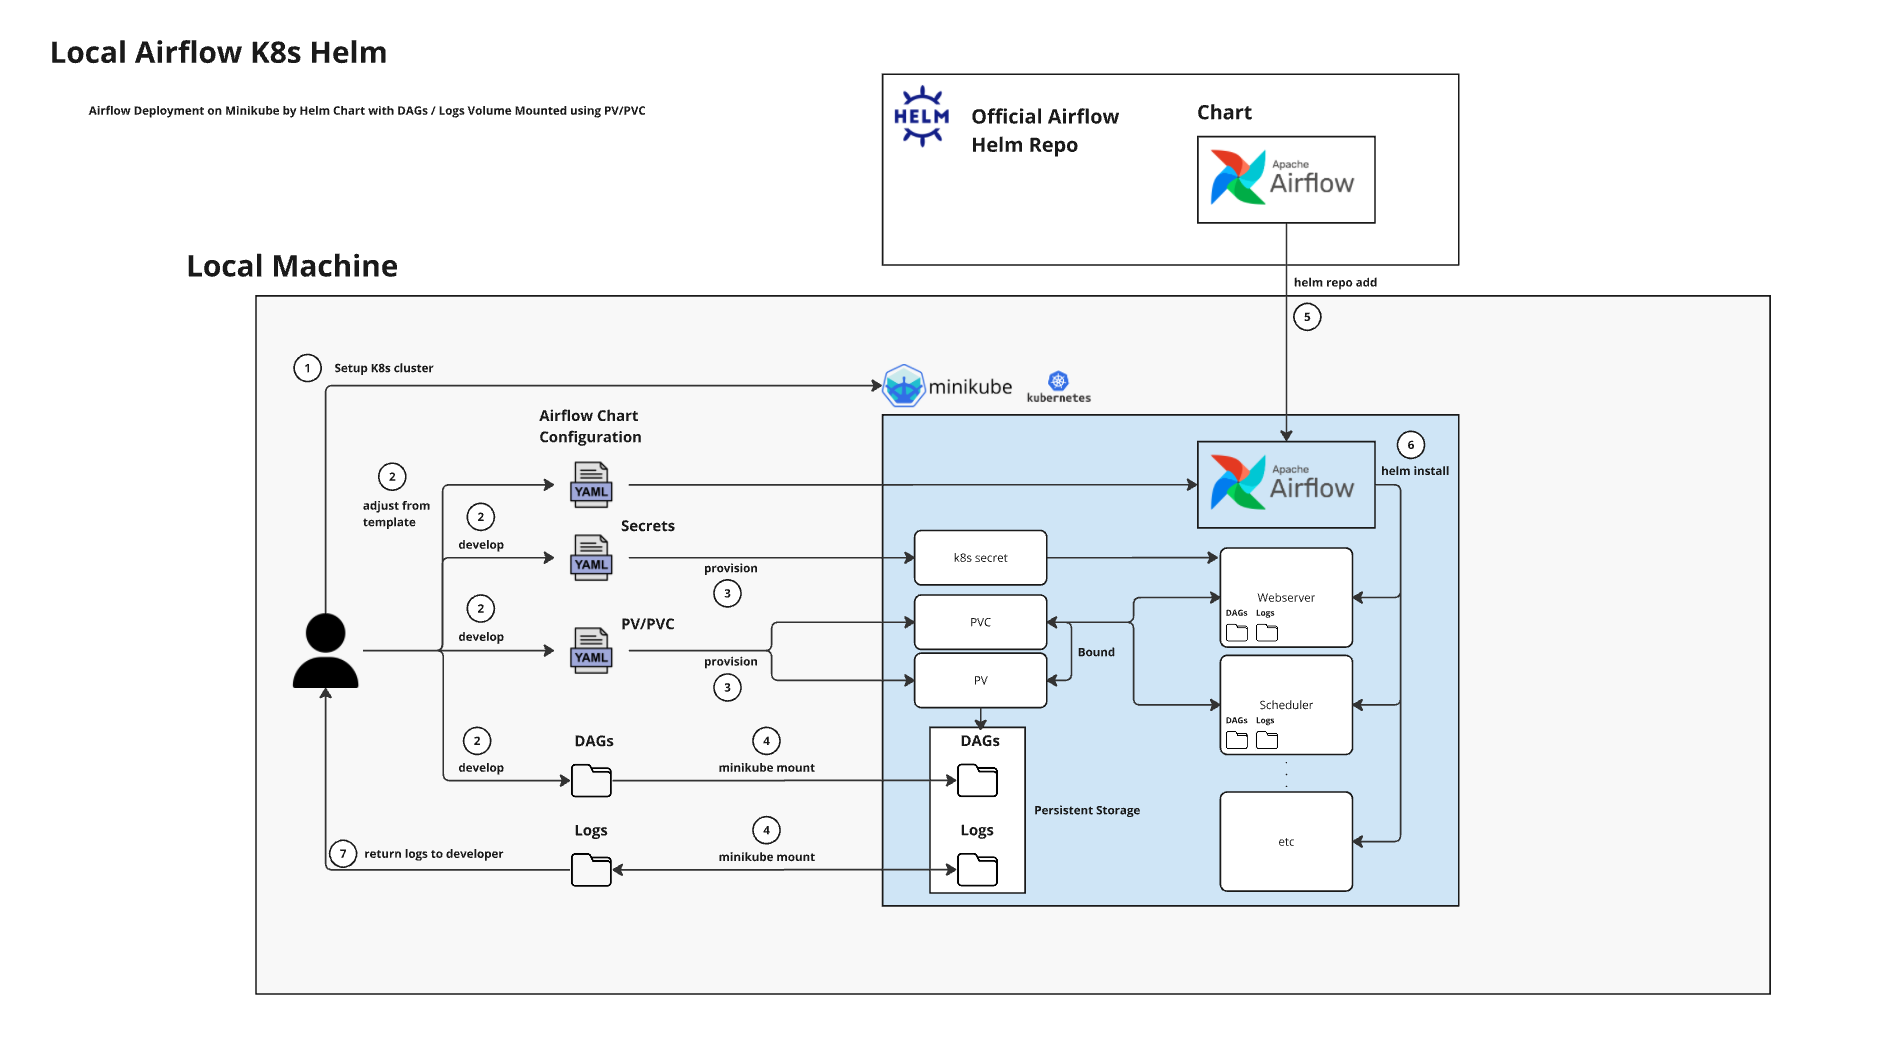 Local Airflow K8s Helm
Airflow Deployment on Minikube by Helm Chart with DAGs / Logs Volume Mounted using PV/PVC
HELM
Official Airflow
Helm Repo
Chart
Apache
Airflow
helm repo add
5
Local Machine
1
Setup K8s cluster
minikube
kubernetes
Airflow Chart
Configuration
2
adjust from
template
YAML
Apache
Airflow
6
helm install
2
develop
Secrets
YAML
provision
3
k8s secret
2
develop
PV/PVC
YAML
provision
3
PVC
PV
Bound
Webserver
DAGs Logs
Scheduler
DAGs Logs
.
.
.
etc
2
develop
DAGs
4
minikube mount
DAGs
Persistent Storage
Logs
4
minikube mount
Logs
7
return logs to developer